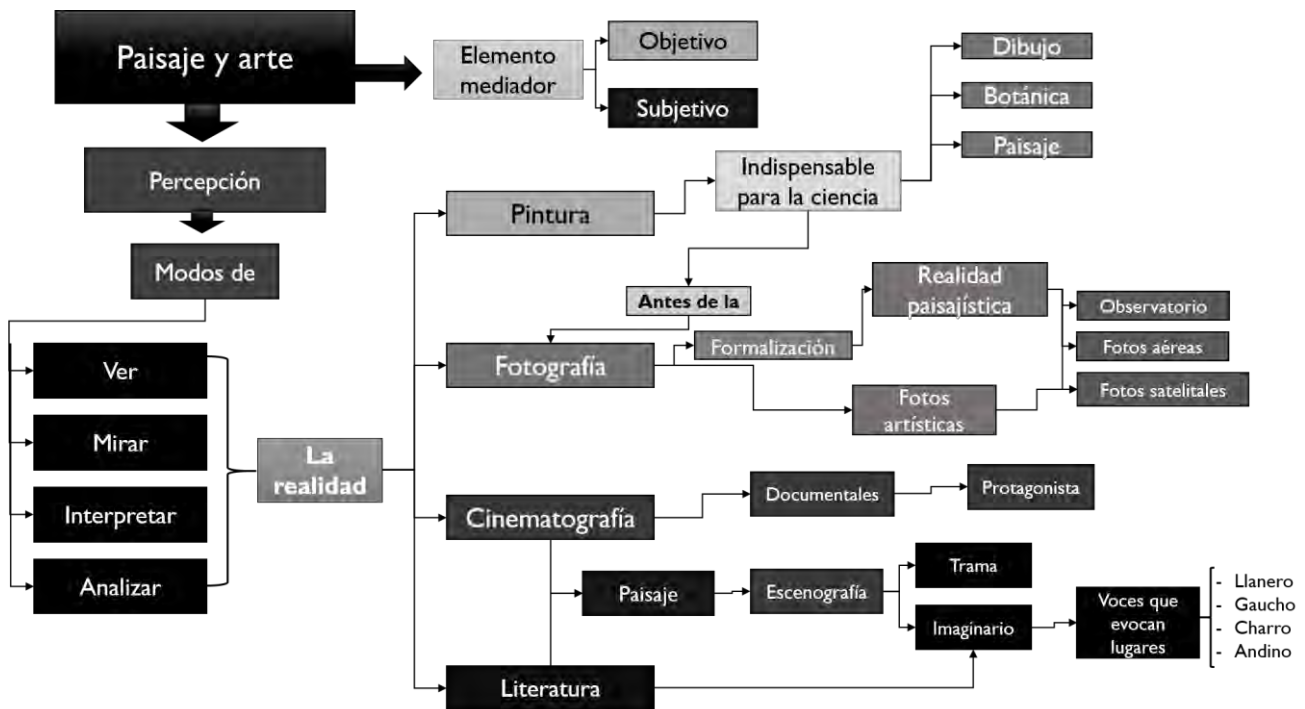 Paisaje y arte
Elemento
mediador
Objetivo
Subjetivo
Dibujo
Botánica
Paisaje
Percepción
Modos de
Pintura
Indispensable
para la ciencia
Antes de la
Realidad
paisajística
Observatorio
Fotos aéreas
Fotos satelitales
Formalización
Fotografía
Fotos
artísticas
Ver
Mirar
Interpretar
Analizar
La
realidad
Cinematografía
Documentales
Protagonista
Paisaje
Escenografía
Trama
Imaginario
Voces que
evocan
lugares
- Llanero
- Gaucho
- Charro
- Andino
Literatura